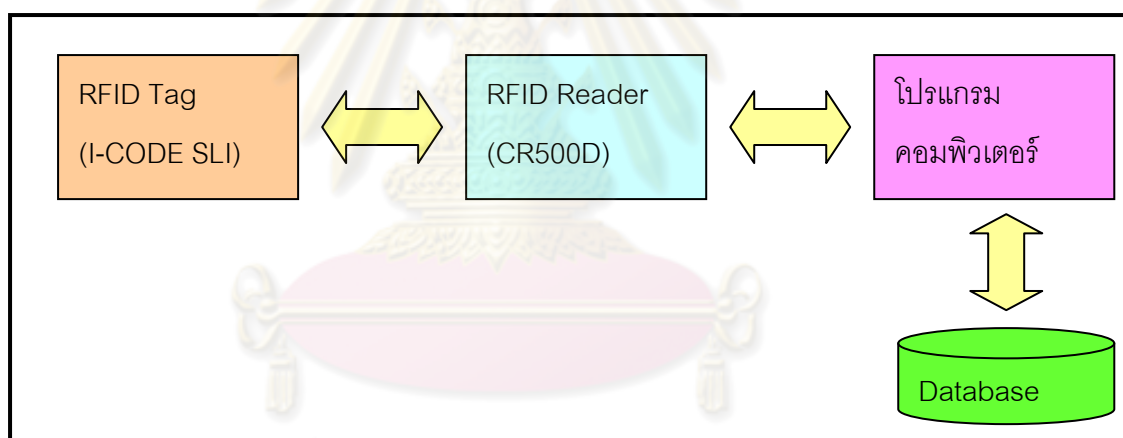 RFID Tag
(I-CODE SLI)
RFID Reader
(CR500D)
โปรแกรม
คอมพิวเตอร์
Database